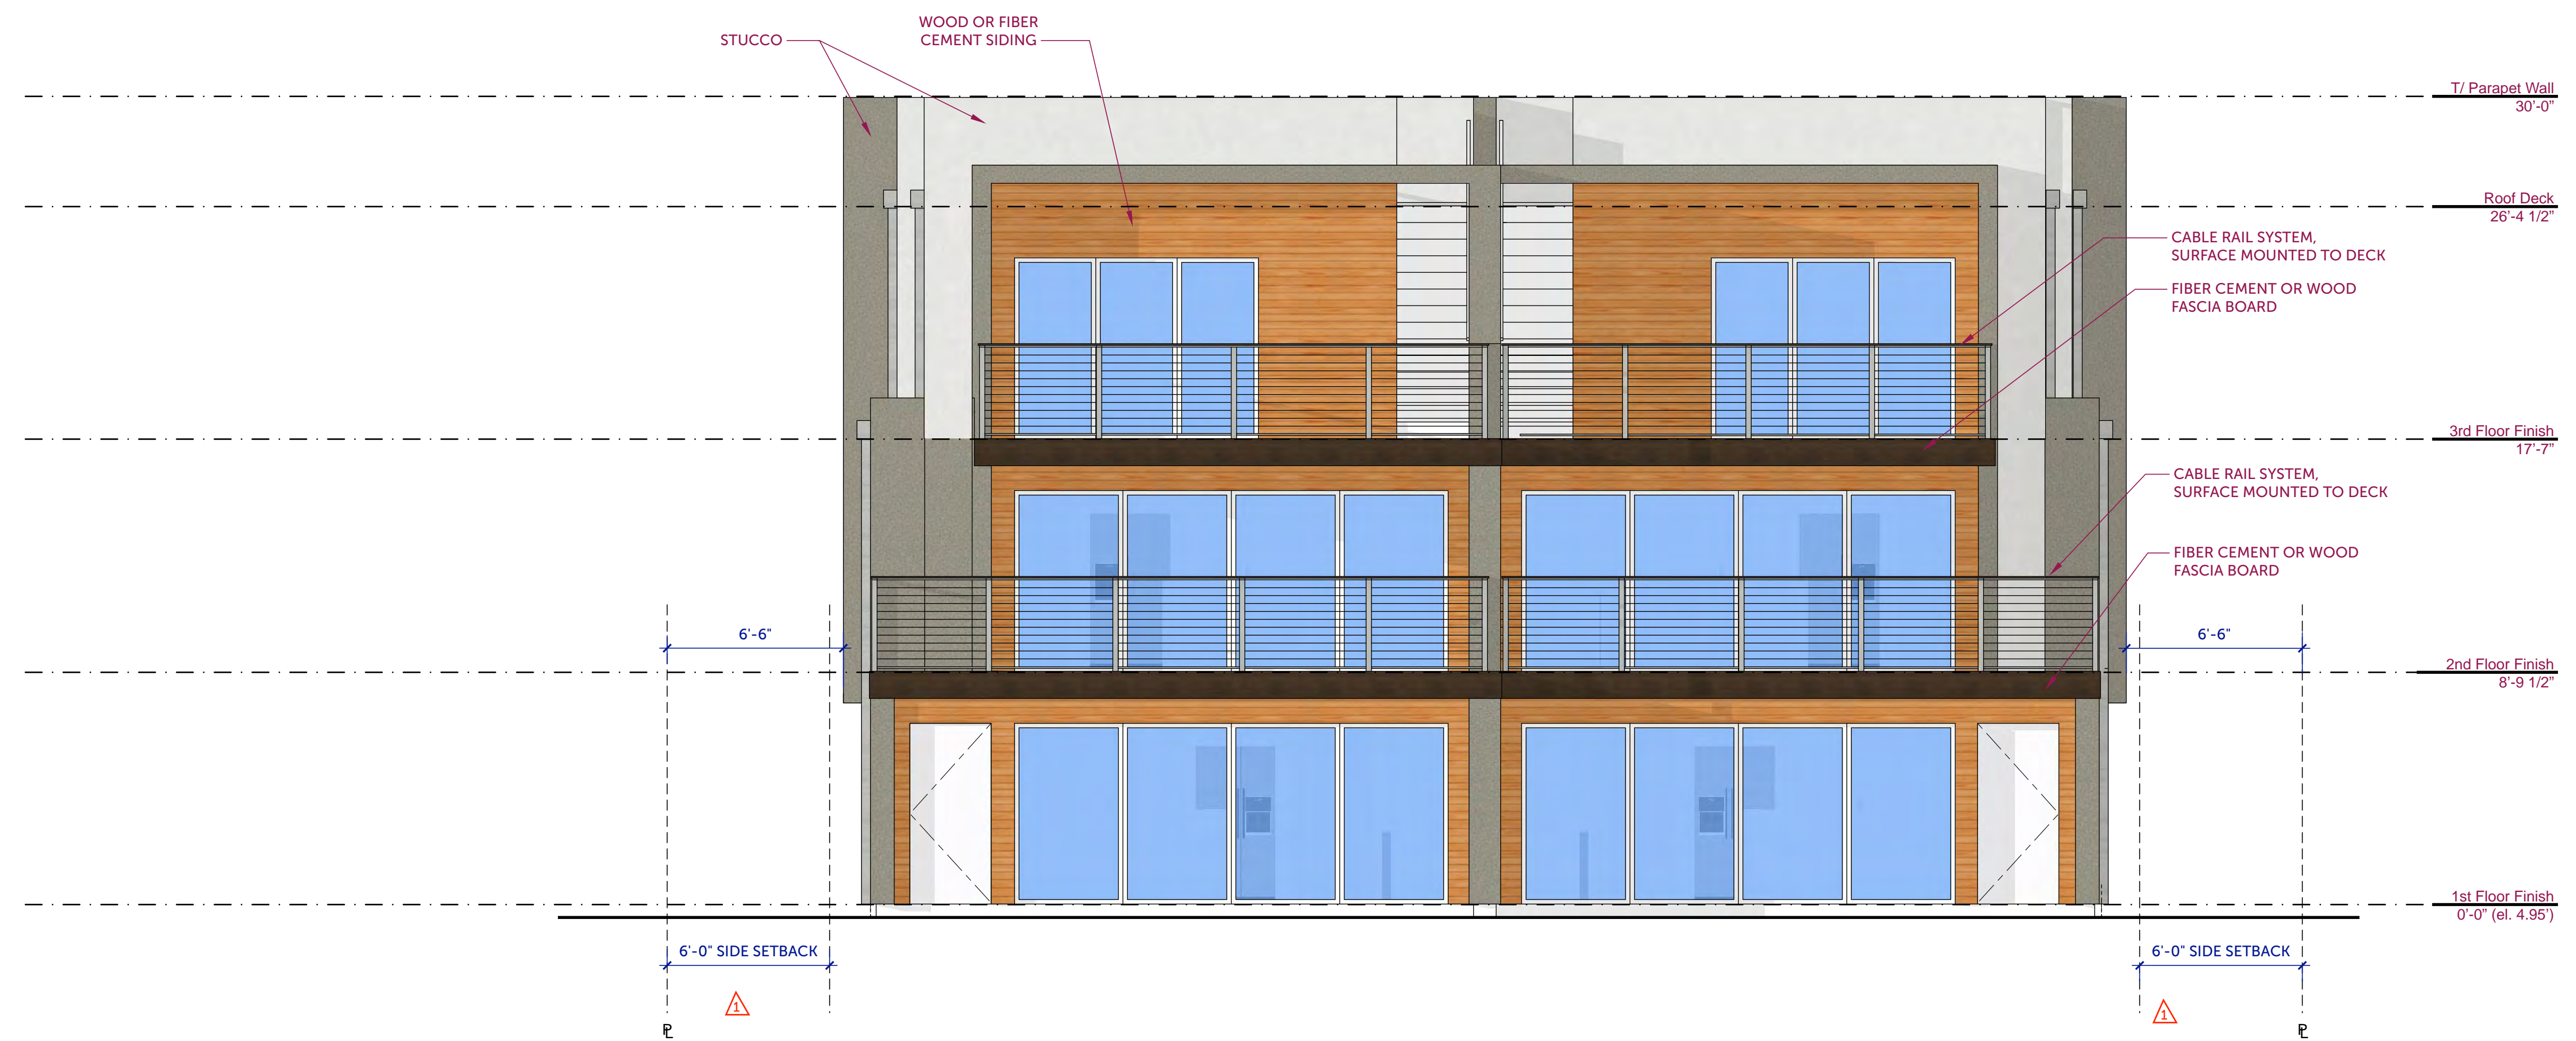 WOOD OR FIBER
CEMENT SIDING
STUCCO
T/ Parapet Wall
30'-0"
Roof Deck
26'-4 1/2"
CABLE RAIL SYSTEM,
SURFACE MOUNTED TO DECK
FIBER CEMENT OR WOOD
FASCIA BOARD
3rd Floor Finish
17'-7"
CABLE RAIL SYSTEM,
SURFACE MOUNTED TO DECK
FIBER CEMENT OR WOOD
FASCIA BOARD
6'-6"
6'-6"
2nd Floor Finish
8'-9 1/2"
1st Floor Finish
0'-0" (el. 4.95')
6'-0" SIDE SETBACK
6'-0" SIDE SETBACK
1
1
PL
PL